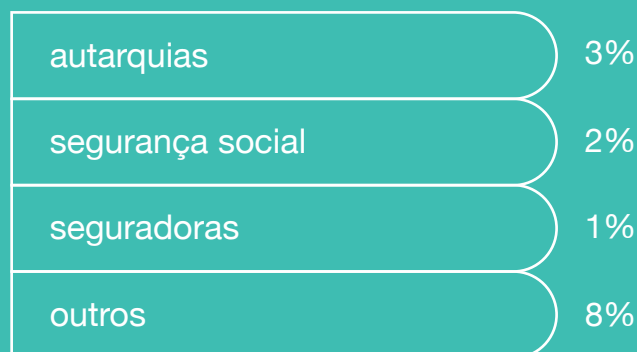 autarquias 3%
segurança social 2%
seguradoras 1%
outros 8%